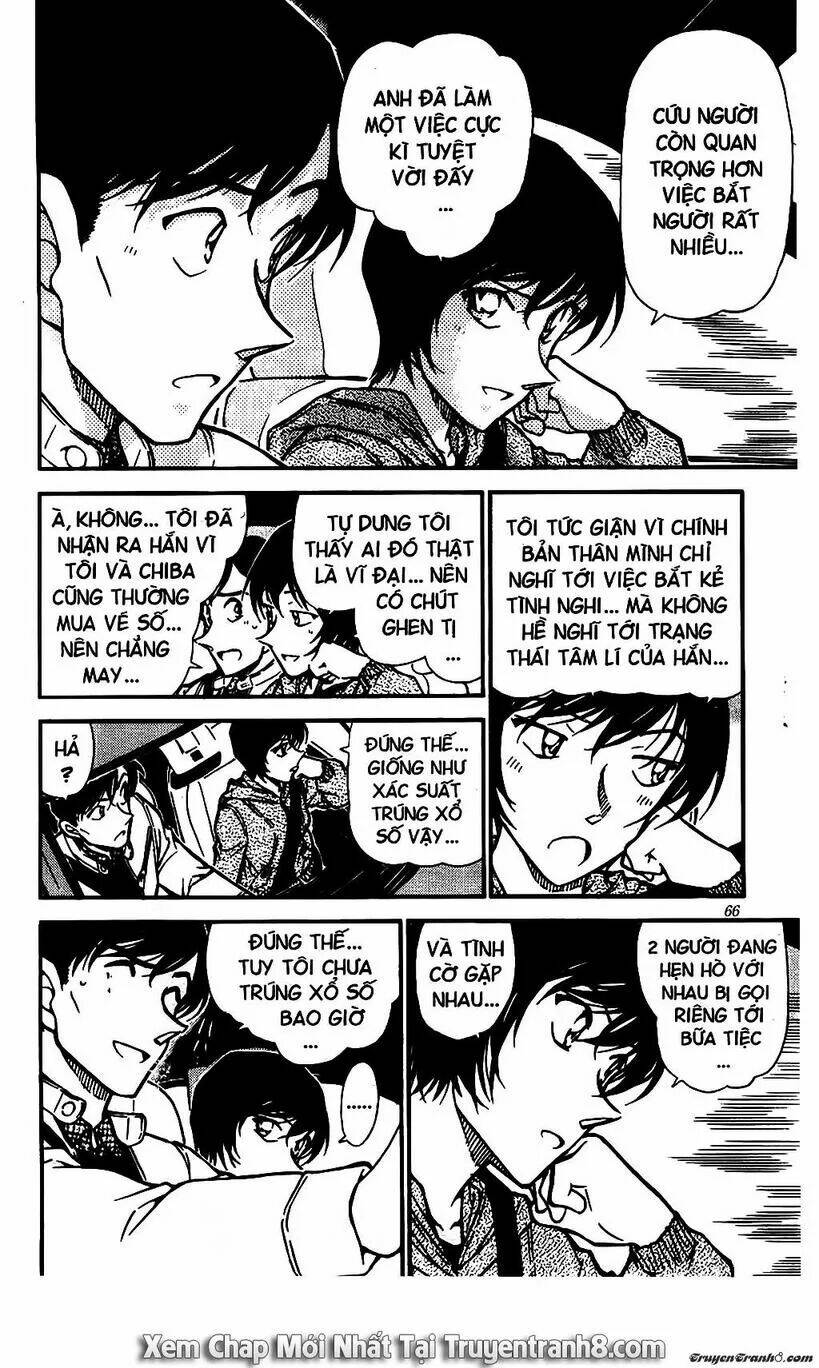 CỨU NGƯỜI
CÒN QUAN
TRỌNG HƠN
VIỆC BẮT
NGƯỜI RẤT
NHIỀU...
ANH ĐÃ LÀM
MỘT VIỆC CỰC
KÌ TUYỆT
VỜI ĐẤY
...
TÔI TỨC GIẬN VÌ CHÍNH
BẢN THÂN MÌNH CHỈ
NGHĨ TỚI VIỆC BẮT KẺ
TÌNH NGHI... MÀ KHÔNG
HỀ NGHĨ TỚI TRẠNG
THÁI TÂM LÍ CỦA HẮN...
TỰ DƯNG TÔI
THẤY AI ĐÓ THẬT
LÀ VĨ ĐẠI... NÊN
CÓ CHÚT
GHEN TỊ
...
À, KHÔNG... TÔI ĐÃ
NHẬN RA HẮN VÌ
TÔI VÀ CHIBA
CŨNG THƯỜNG
MUA VÉ SỐ...
NÊN CHẲNG
MAY...
ĐÚNG THẾ...
GIỐNG NHƯ
XÁC SUẤT
TRÚNG XỔ
SỐ VẬY...
HẢ
?
66
2 NGƯỜI ĐANG
HẸN HÒ VỚI
NHAU BỊ GỌI
RIÊNG TỚI
BỮA TIỆC
...
VÀ TÌNH
CỜ GẶP
NHAU...
ĐÚNG THẾ...
TUY TÔI CHƯA
TRÚNG XỔ SỐ
BAO GIỜ
...
......
Xem Chap Mới Nhất Tại Truyentranh8.com
TruyenTranh8.com